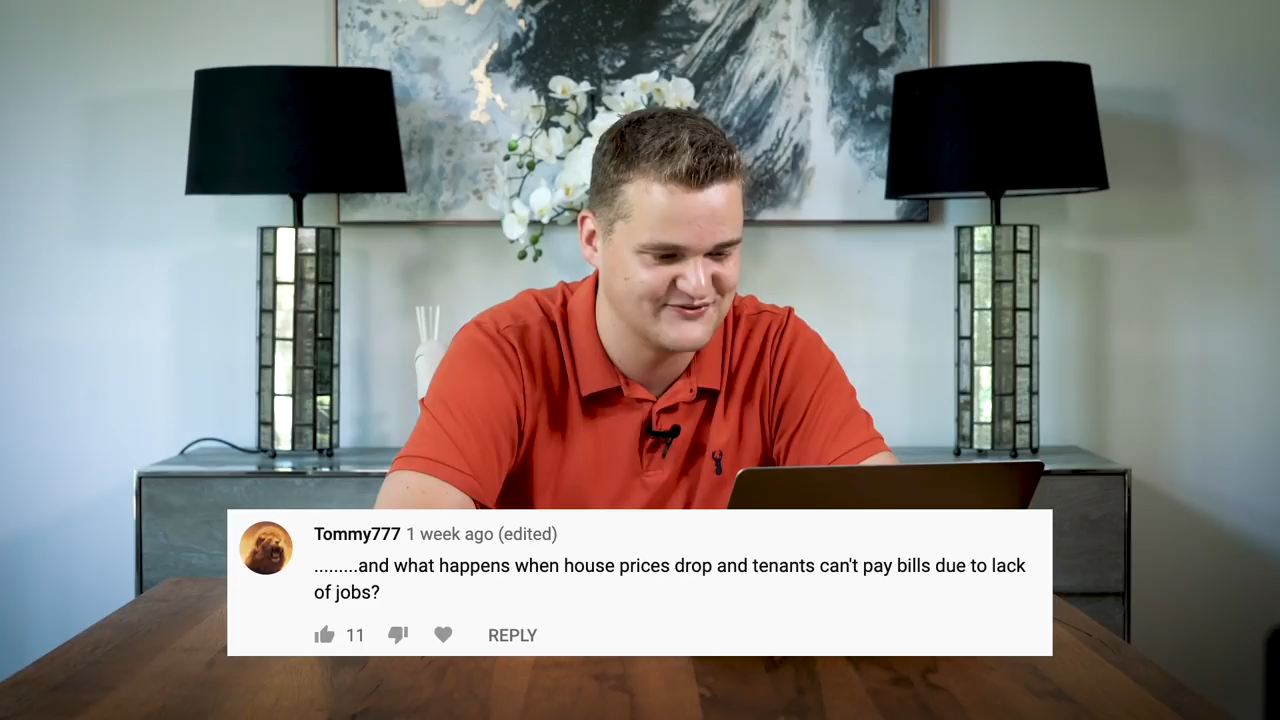 Tommy777 1 week ago (edited)
.........and what happens when house prices drop and tenants can't pay bills due to lack
of jobs?
11 REPLY